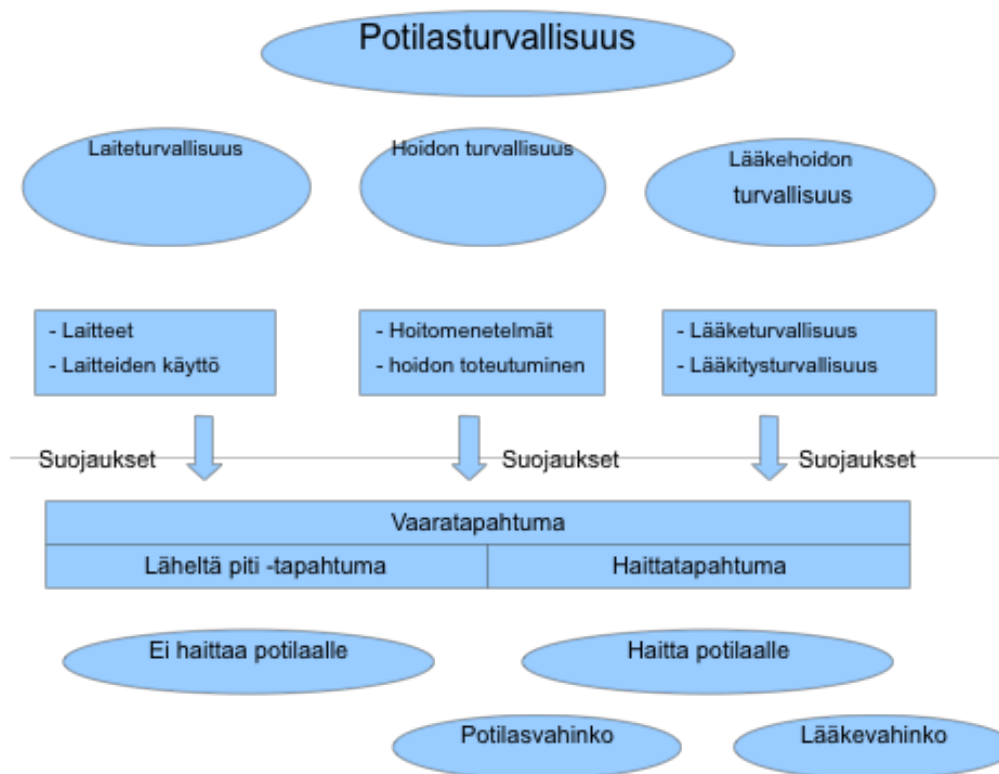 Potilasturvallisuus
Laiteturvallisuus
Hoidon turvallisuus
Lääkehoidon
turvallisuus
- Laitteet
- Laitteiden käyttö
- Hoitomenetelmät
- hoidon toteutuminen
- Lääketurvallisuus
- Lääkitysturvallisuus
Suojaukset
Suojaukset
Suojaukset
Vaaratapahtuma
Läheltä piti -tapahtuma
Haittatapahtuma
Ei haittaa potilaalle
Haitta potilaalle
Potilasvahinko
Lääkevahinko